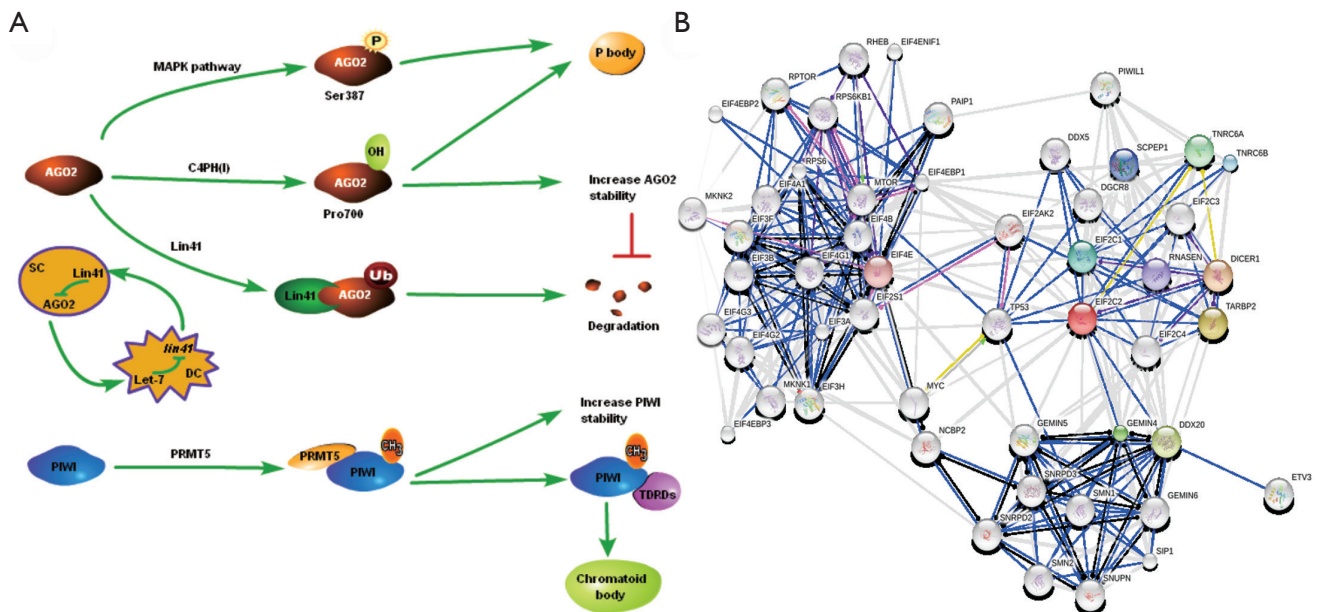 A
MAPK pathway
P
AGO2
Ser387
P body
AGO2
C4PH(I)
OH
AGO2
Pro700
Increase AGO2
stability
Lin41
SC
Lin41
AGO2
Lin41
AGO2
Ub
Degradation
lin41
Let-7
DC
Increase PIWI
stability
PIWI
PRMT5
PRMT5
CH3
PIWI
CH3
PIWI
TDRDs
Chromatoid
body
B
RHEB
EIF4ENIF1
RPTOR
PIWIL1
EIF4EBP2
RPS6KB1
PAIP1
DDX5
SCPEP1
TNRC6A
TNRC6B
RPS6
EIF4A1
MTOR
EIF4EBP1
DGCR8
MKNK2
EIF2C3
EIF3F
EIF4B
EIF2AK2
EIF3B
EIF4G1
EIF4E
EIF2C1
RNASEN
DICER1
EIF2S1
EIF2C2
TARBP2
EIF4G3
EIF3A
TP53
EIF4G2
EIF2C4
MKNK1
EIF3H
MYC
EIF4EBP3
NCBP2
GEMIN5
GEMIN4
DDX20
SNRPD3
SMN1
GEMIN6
ETV3
SNRPD2
SIP1
SMN2
SNUPN